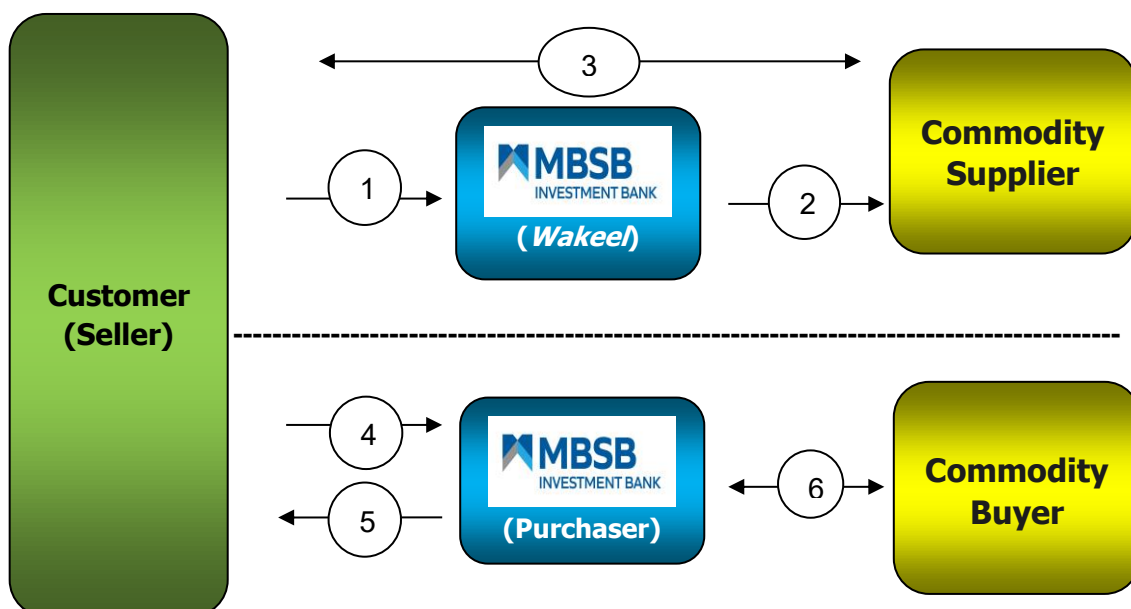 3
MBSB
INVESTMENT BANK
(Wakeel)
Commodity
Supplier
1
2
Customer
(Seller)
4
MBSB
INVESTMENT BANK
(Purchaser)
6
Commodity
Buyer
5